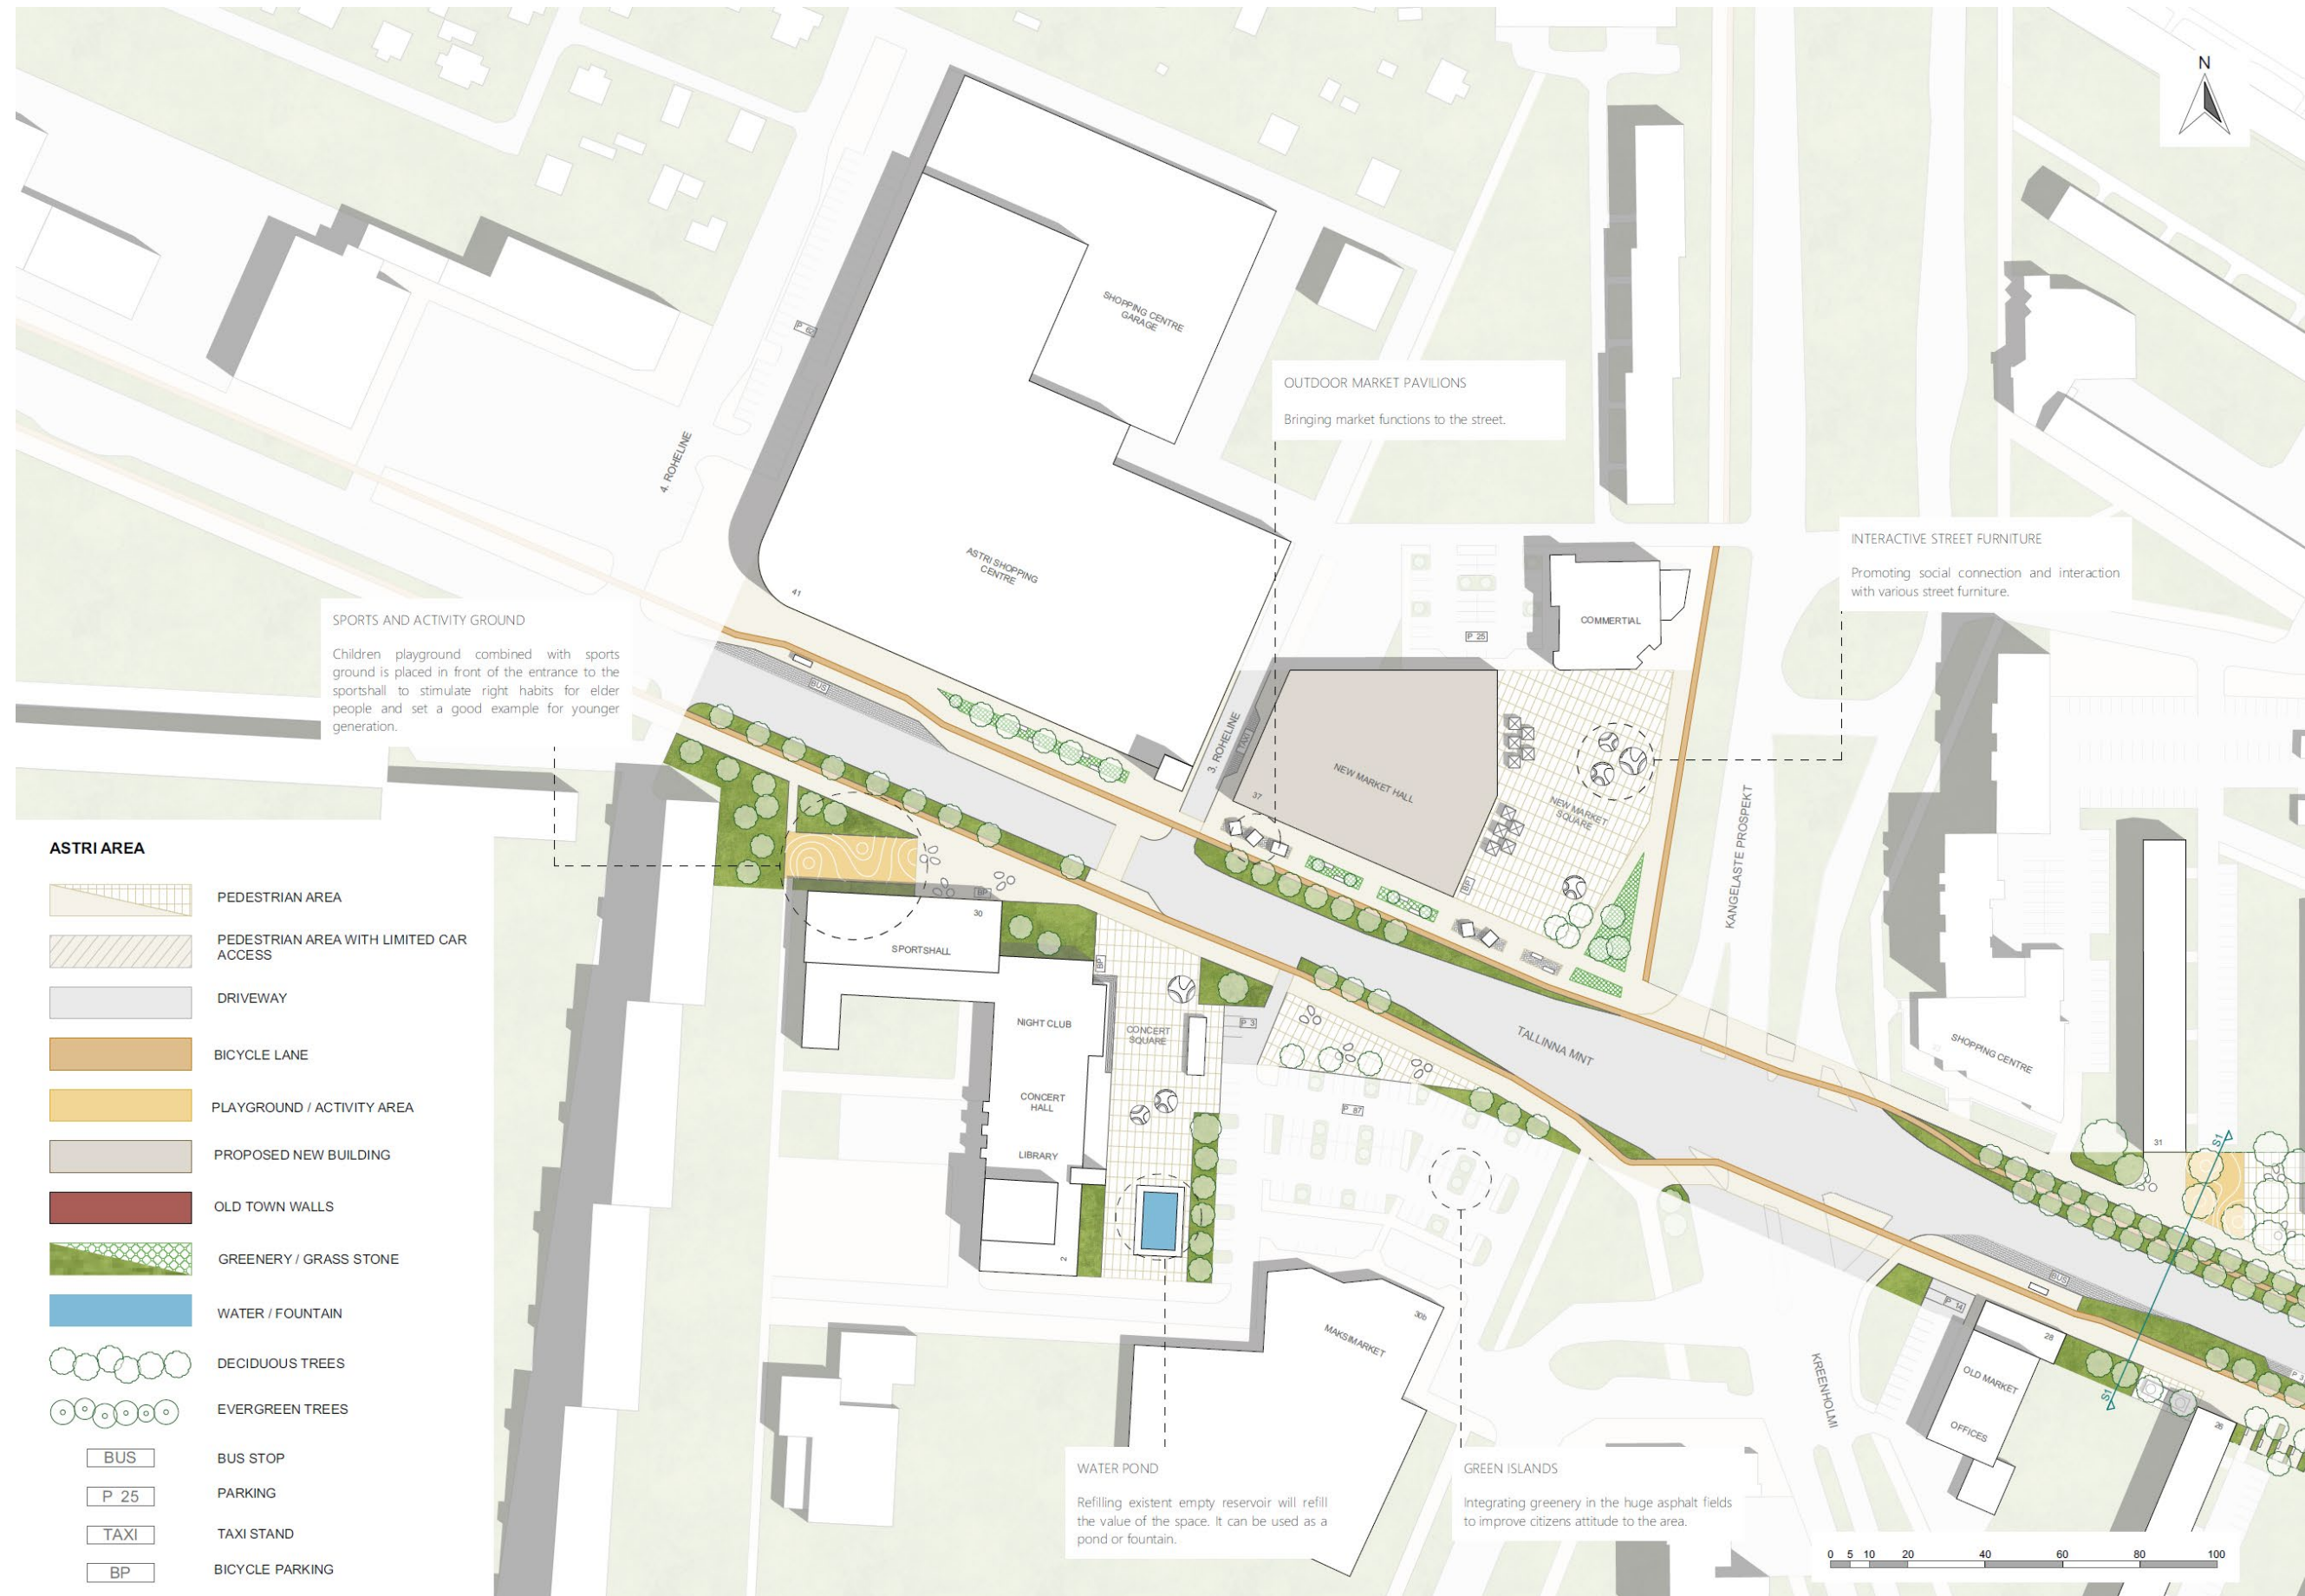 N
4. ROHELINE
P 62
SHOPPING CENTRE
GARAGE
OUTDOOR MARKET PAVILIONS
Bringing market functions to the street.
ASTRI SHOPPING
CENTRE
41
INTERACTIVE STREET FURNITURE
Promoting social connection and interaction
with various street furniture.
SPORTS AND ACTIVITY GROUND
Children playground combined with sports
ground is placed in front of the entrance to the
sportshall to stimulate right habits for elder
people and set a good example for younger
generation.
COMMERTIAL
P 25
BUS
3. ROHELINE
TAXI
NEW MARKET HALL
37
NEW MARKET
SQUARE
KANGELASTE PROSPEKT
BP
BP
30
SPORTSHALL
BP
NIGHT CLUB
CONCERT
SQUARE
P 3
CONCERT
HALL
LIBRARY
2
P 87
TALLINNA MNT
SHOPPING CENTRE
31
S1
BUS
P 14
28
OLD MARKET
OFFICES
S1
P 3
26
KREENHOLMI
MAKSIMARKET
30b
ASTRI AREA
PEDESTRIAN AREA
PEDESTRIAN AREA WITH LIMITED CAR
ACCESS
DRIVEWAY
BICYCLE LANE
PLAYGROUND / ACTIVITY AREA
PROPOSED NEW BUILDING
OLD TOWN WALLS
GREENERY / GRASS STONE
WATER / FOUNTAIN
DECIDUOUS TREES
EVERGREEN TREES
BUS BUS STOP
P 25 PARKING
TAXI TAXI STAND
BP BICYCLE PARKING
WATER POND
Refilling existent empty reservoir will refill
the value of the space. It can be used as a
pond or fountain.
GREEN ISLANDS
Integrating greenery in the huge asphalt fields
to improve citizens attitude to the area.
0 5 10 20 40 60 80 100